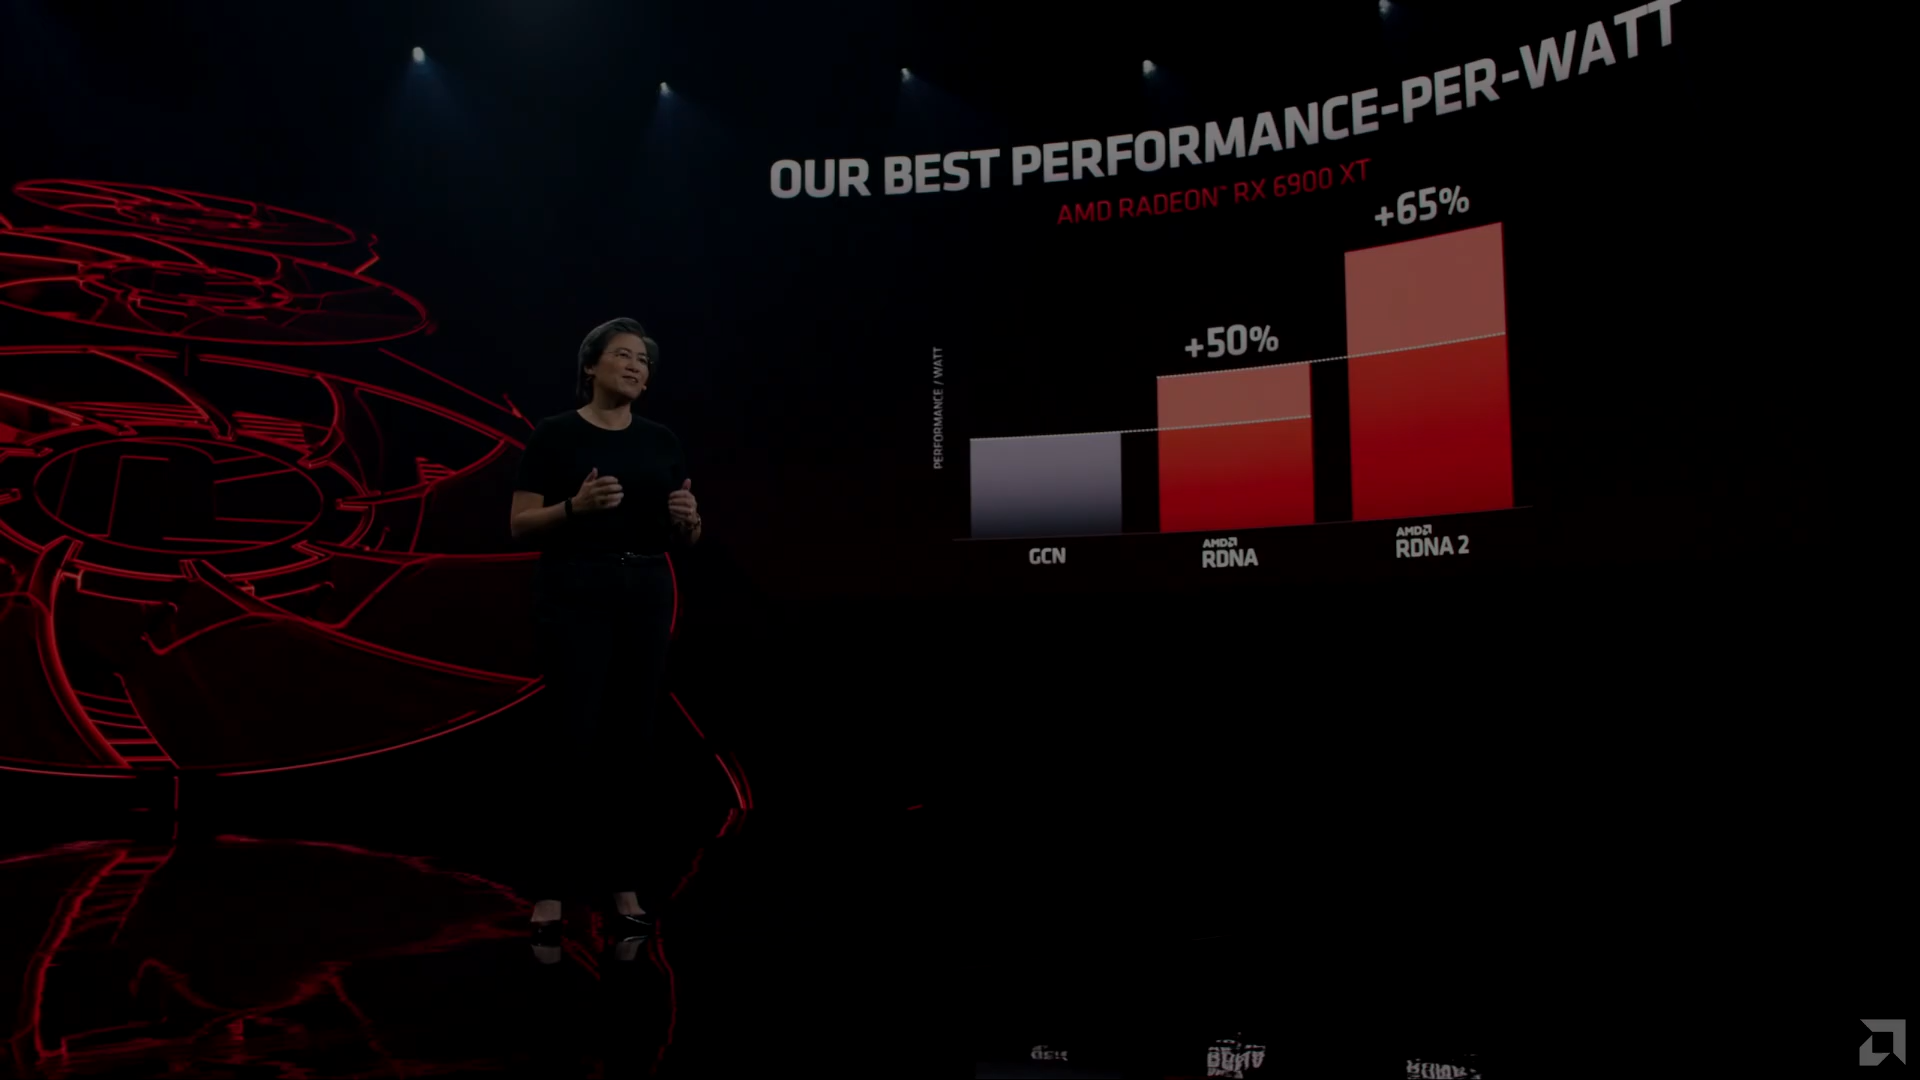 OUR BEST PERFORMANCE-PER-WATT
AMD RADEON™ RX 6900 XT
+65%
+50%
PERFORMANCE / WATT
GCN
AMD
RDNA
AMD
RDNA 2